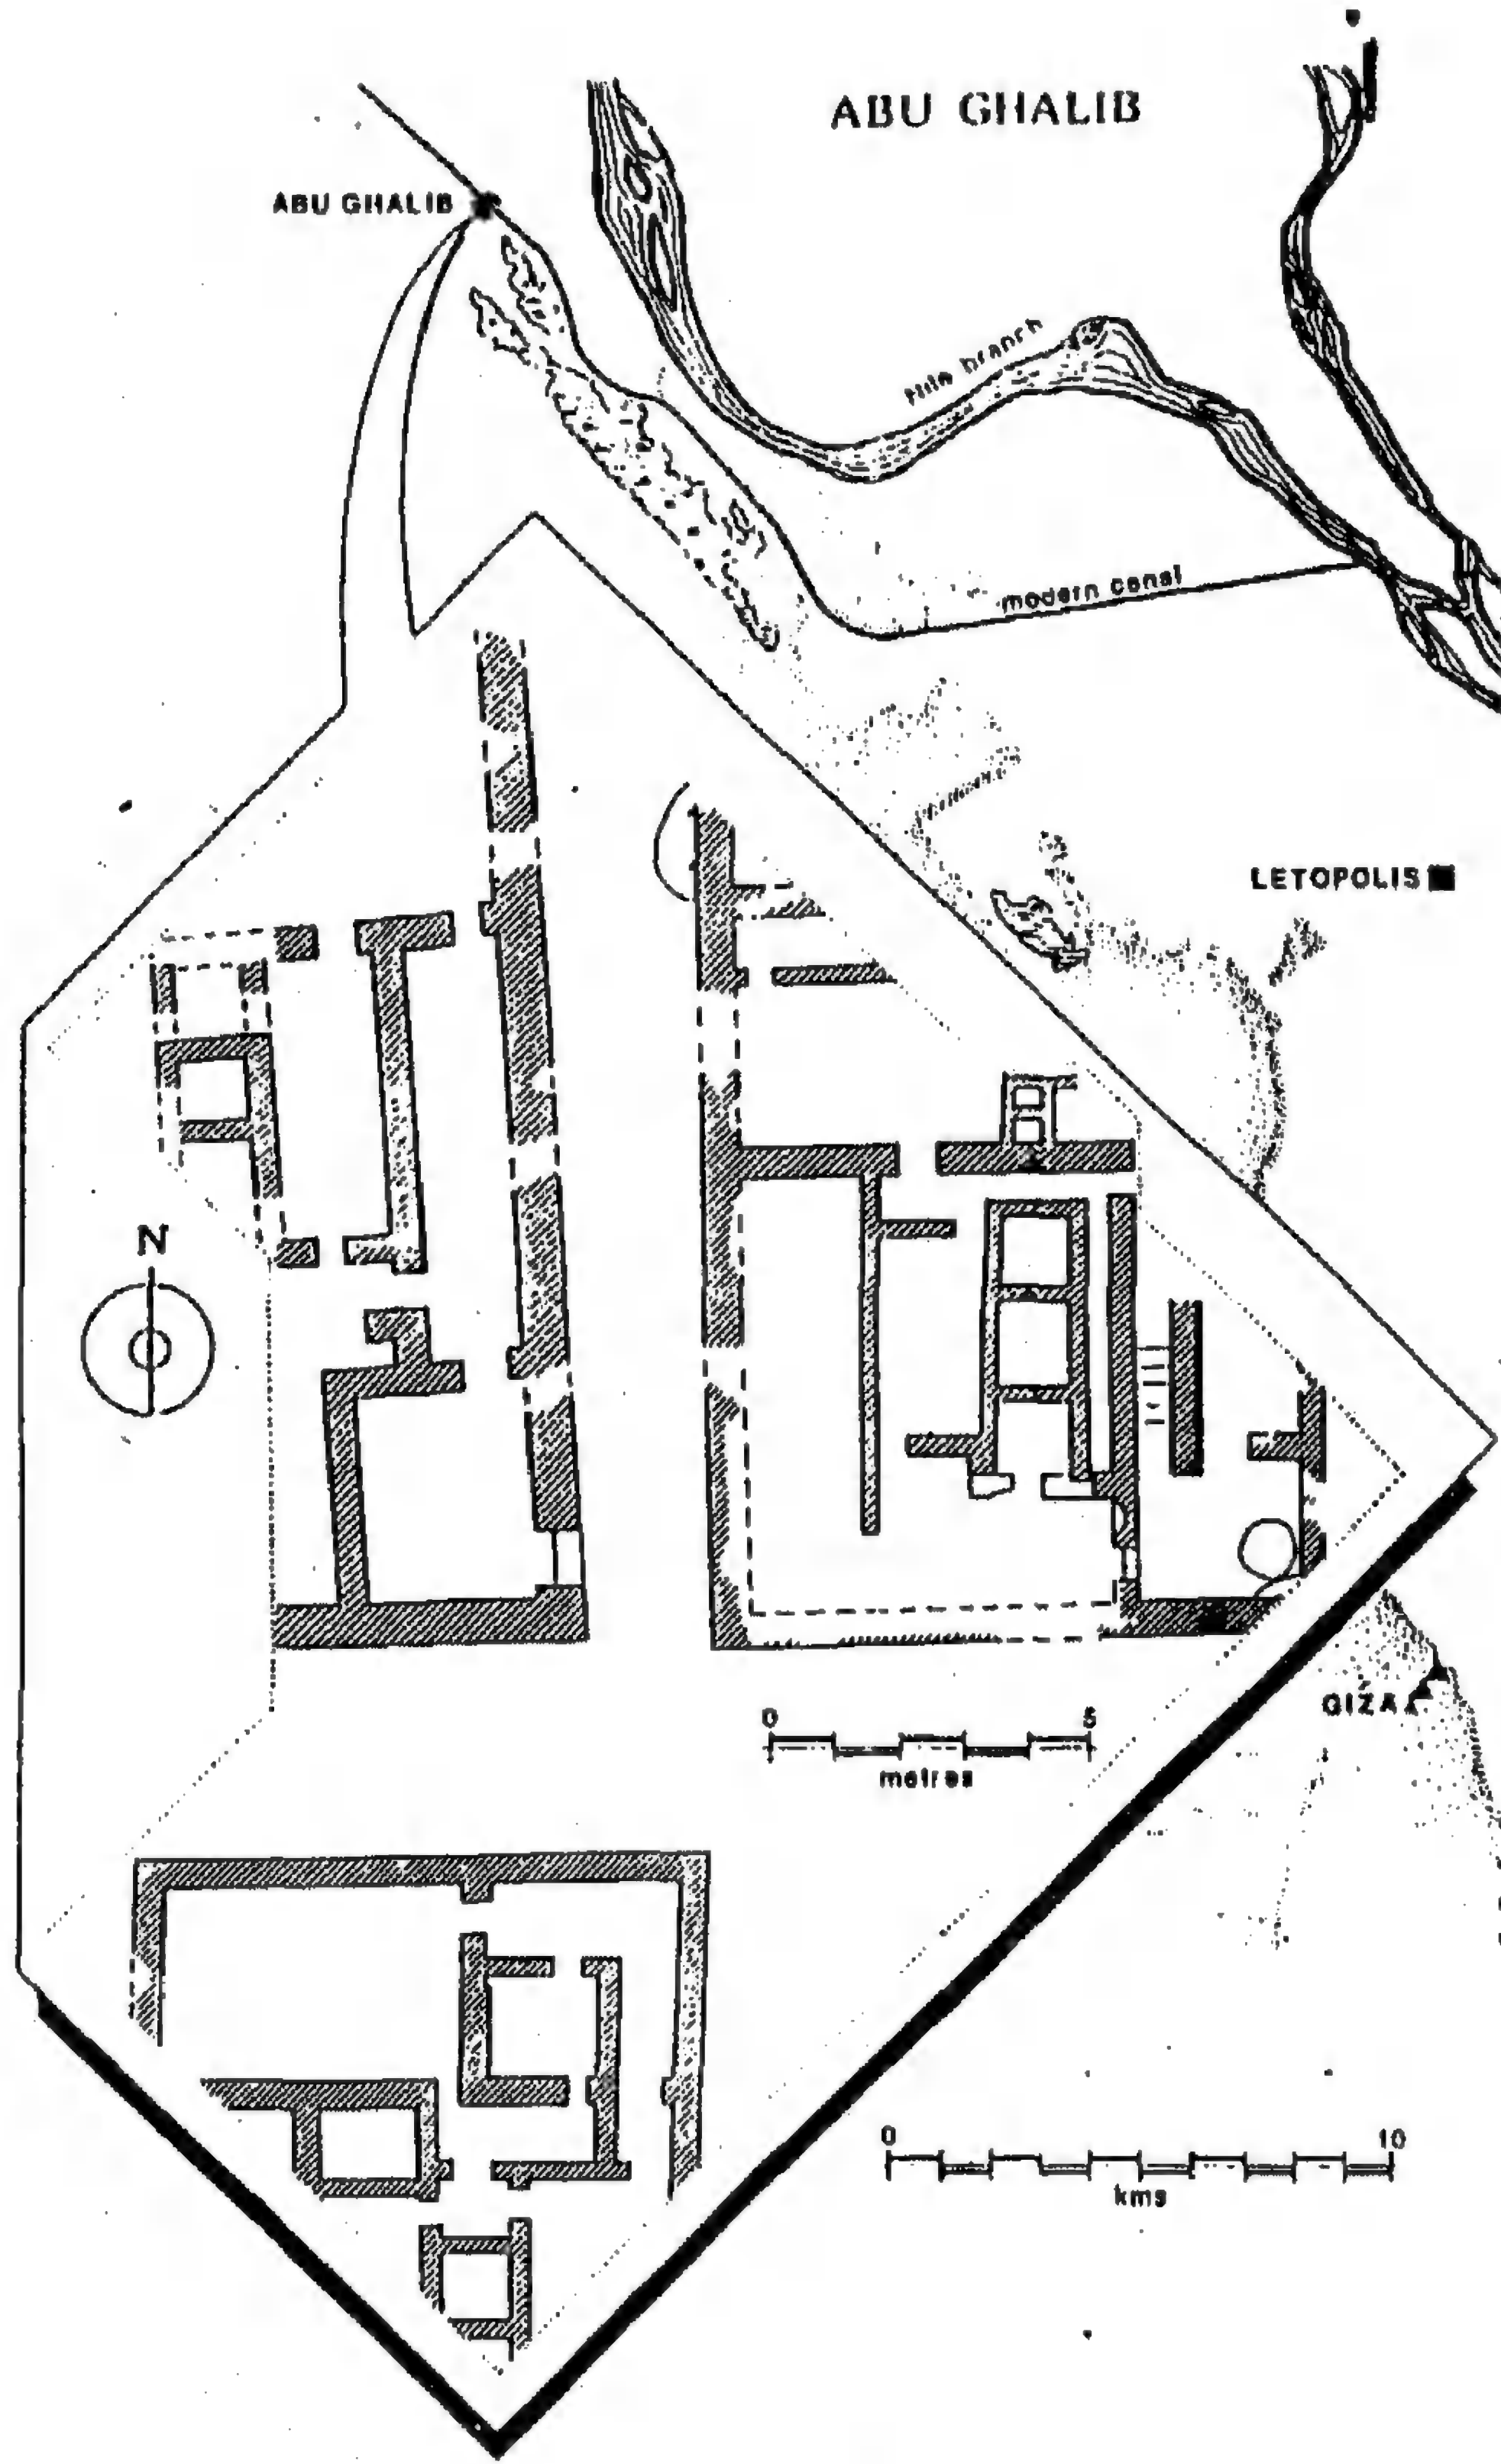 ABU GHALIB
ABU GHALIB
Nile branch
modern canal
LETOPOLIS
N
GIZA
0 5
metres
0 10
kms